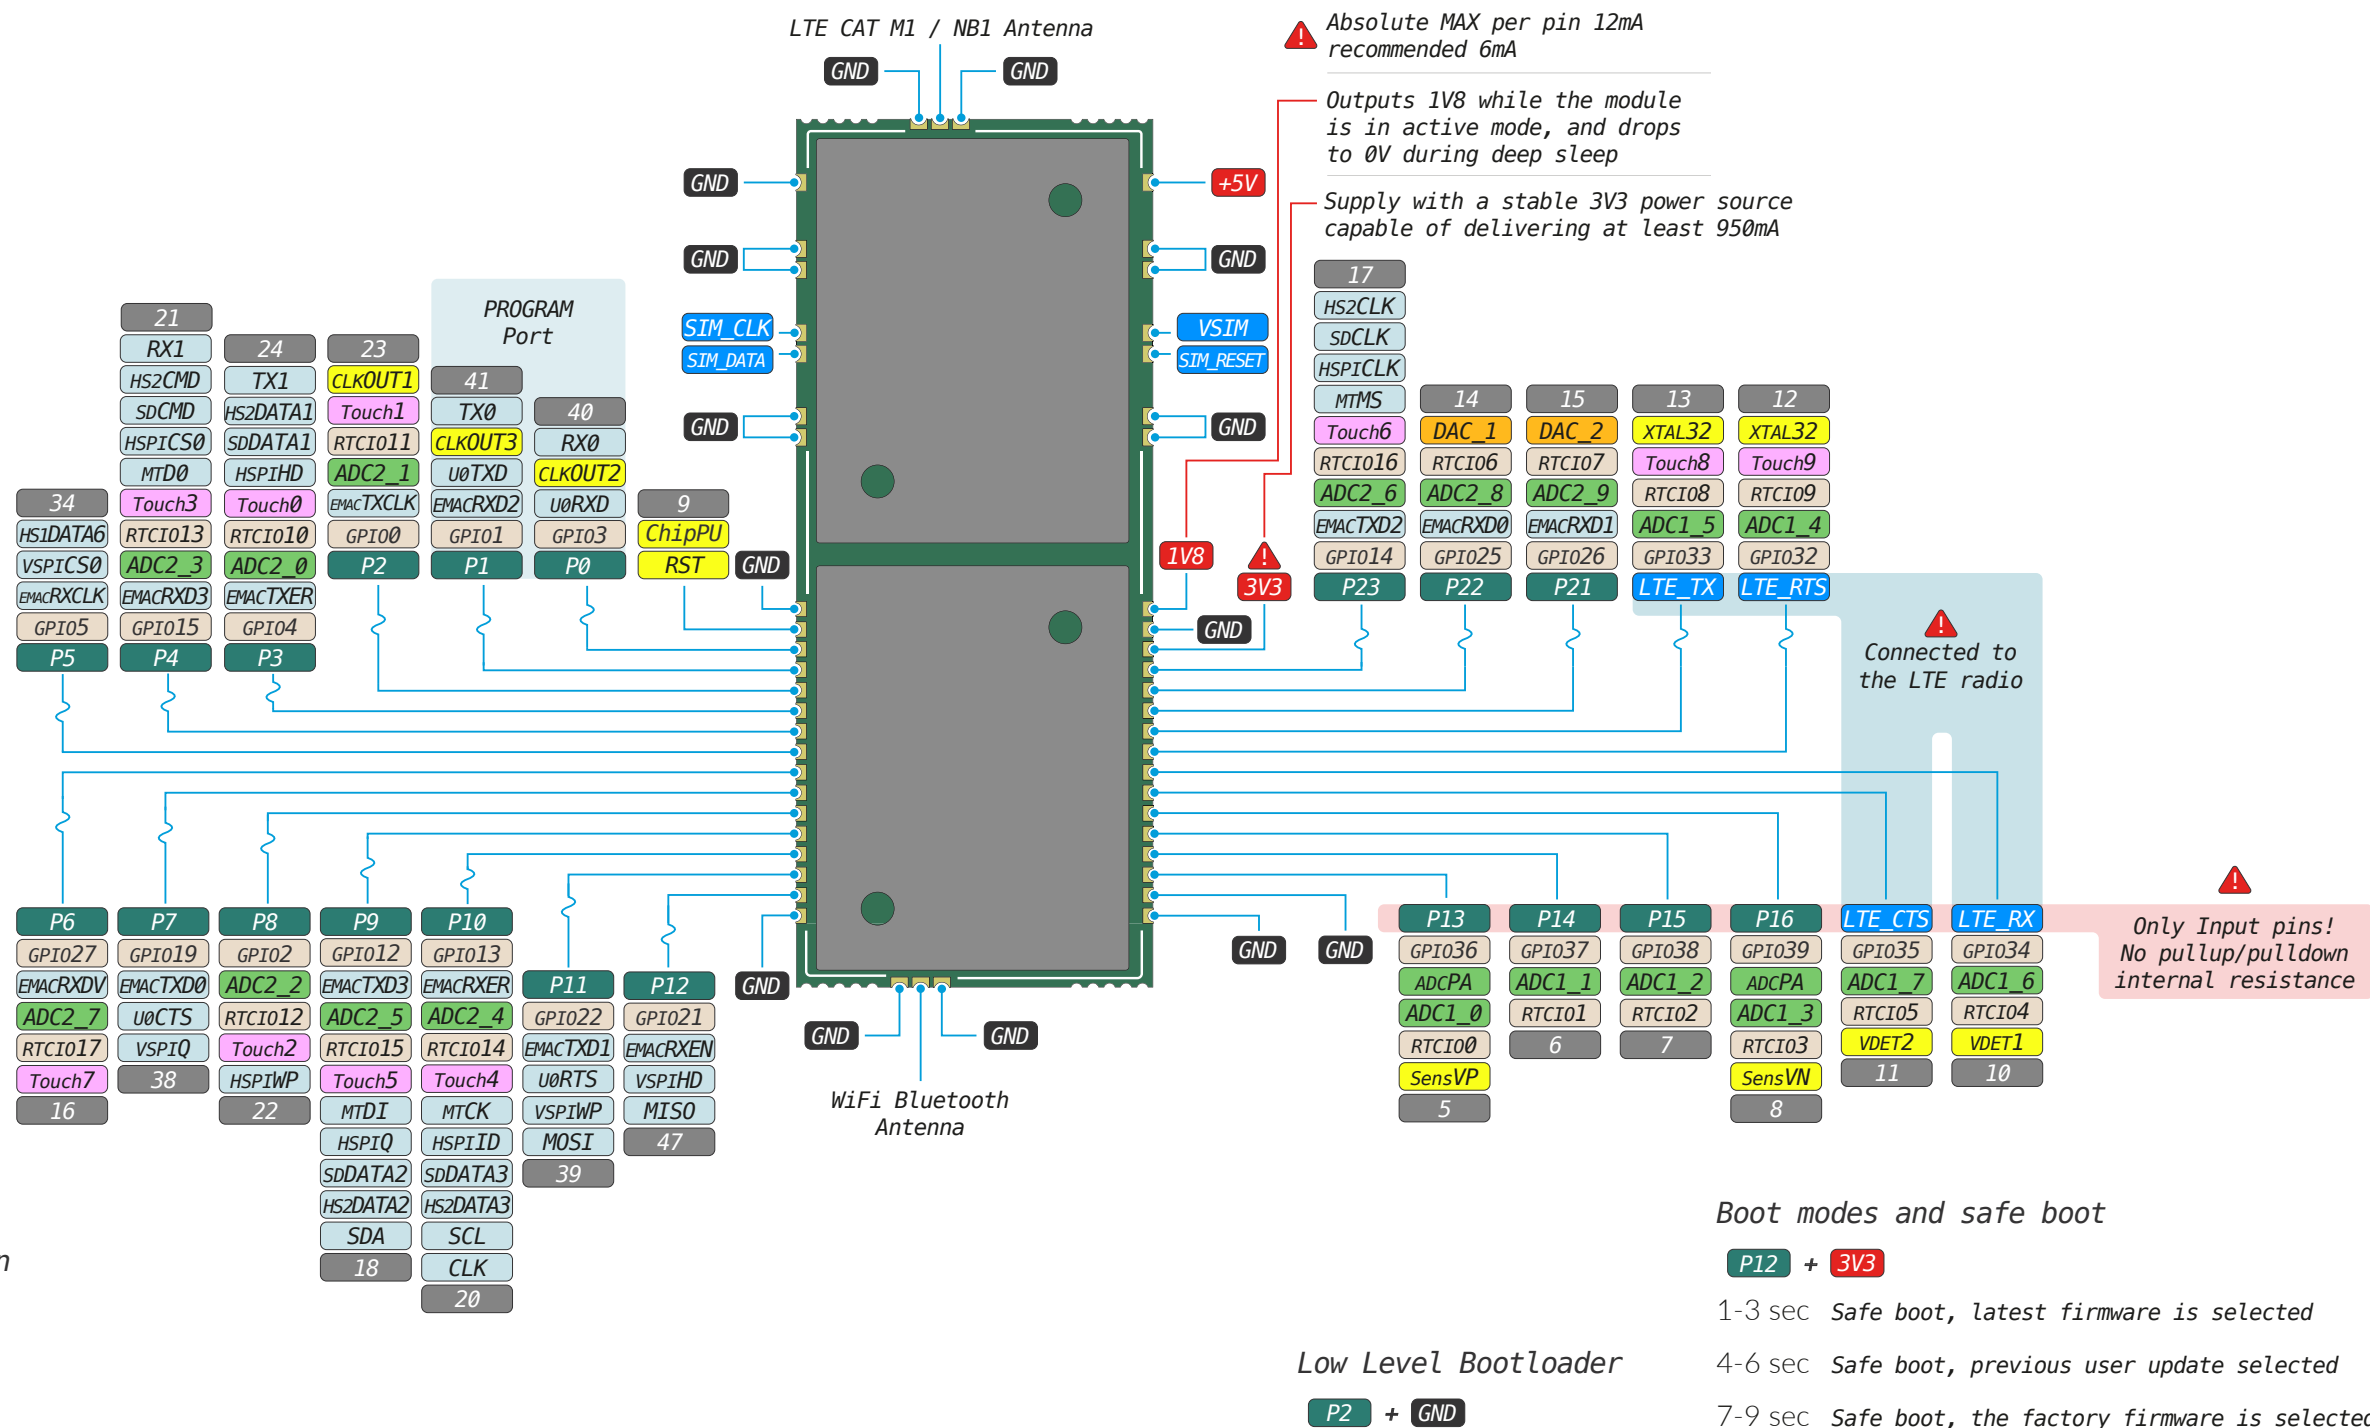 LTE CAT M1 / NB1 Antenna
GND
GND
Absolute MAX per pin 12mA
recommended 6mA
Outputs 1V8 while the module
is in active mode, and drops
to 0V during deep sleep
Supply with a stable 3V3 power source
capable of delivering at least 950mA
GND
+5V
GND
GND
SIM_CLK
SIM_DATA
VSIM
SIM_RESET
GND
GND
PROGRAM
Port
34
HS1DATA6
VSPICS0
EMACRXCLK
GPIO5
P5
21
RX1
HS2CMD
SDCMD
HSPICS0
MTDO
Touch3
RTCIO13
ADC2_3
EMACRXD3
GPIO15
P4
24
TX1
HS2DATA1
SDDATA1
HSPIHD
Touch0
RTCIO10
ADC2_0
EMACTXER
GPIO4
P3
23
CLKOUT1
Touch1
RTCIO11
ADC2_1
EMACTXCLK
GPIO0
P2
41
TX0
CLKOUT3
U0TXD
EMACRXD2
GPIO1
P1
40
RX0
CLKOUT2
U0RXD
GPIO3
P0
9
ChipPU
RST
GND
1V8
3V3
GND
17
HS2CLK
SDCLK
HSPICLK
MTMS
Touch6
RTCIO16
ADC2_6
EMACTXD2
GPIO14
P23
14
DAC_1
RTCIO6
ADC2_8
EMACRXD0
GPIO25
P22
15
DAC_2
RTCIO7
ADC2_9
EMACRXD1
GPIO26
P21
13
XTAL32
Touch8
RTCIO8
ADC1_5
GPIO33
LTE_TX
12
XTAL32
Touch9
RTCIO9
ADC1_4
GPIO32
LTE_RTS
Connected to
the LTE radio
P6
GPIO27
EMACRXDV
ADC2_7
RTCIO17
Touch7
16
P7
GPIO19
EMACTXD0
U0CTS
VSPIQ
38
P8
GPIO2
ADC2_2
RTCIO12
Touch2
HSPIWP
22
P9
GPIO12
EMACTXD3
ADC2_5
RTCIO15
Touch5
MTDI
HSPIQ
SDDATA2
HS2DATA2
SDA
18
P10
GPIO13
EMACRXER
ADC2_4
RTCIO14
Touch4
MTCK
HSPIID
SDDATA3
HS2DATA3
SCL
CLK
20
P11
GPIO22
EMACTXD1
U0RTS
VSPIWP
MOSI
39
P12
GPIO21
EMACRXEN
VSPIHD
MISO
47
GND
GND
GND
WiFi Bluetooth
Antenna
GND
GND
P13
GPIO36
ADCPA
ADC1_0
RTCIO0
SensVP
5
P14
GPIO37
ADC1_1
RTCIO1
6
P15
GPIO38
ADC1_2
RTCIO2
7
P16
GPIO39
ADCPA
ADC1_3
RTCIO3
SensVN
8
LTE_CTS
GPIO35
ADC1_7
RTCIO5
VDET2
11
LTE_RX
GPIO34
ADC1_6
RTCIO4
VDET1
10
Only Input pins!
No pullup/pulldown
internal resistance
n
Boot modes and safe boot
P12 + 3V3
1-3 sec Safe boot, latest firmware is selected
4-6 sec Safe boot, previous user update selected
7-9 sec Safe boot, the factory firmware is selected
Low Level Bootloader
P2 + GND